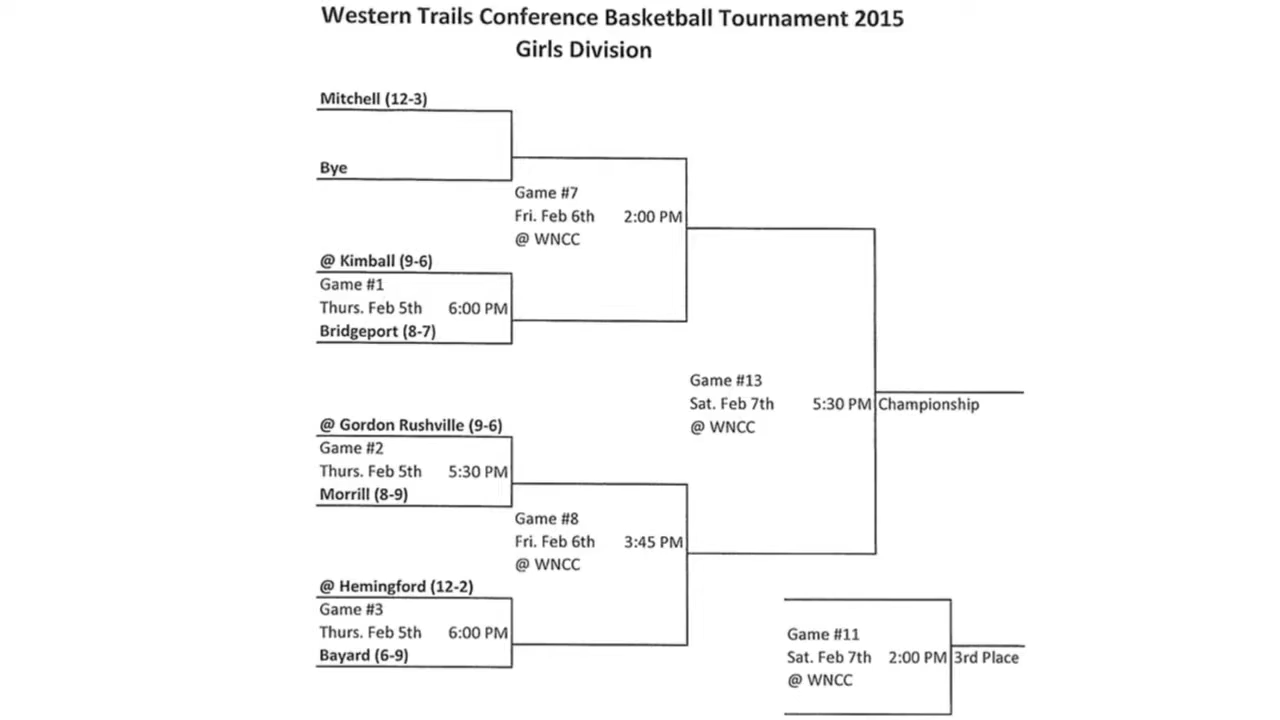 Western Trails Conference Basketball Tournament 2015
Girls Division
Mitchell (12-3)
Bye
Game #7
Fri. Feb 6th 2:00 PM
@ WNCC
@ Kimball (9-6)
Game #1
Thurs. Feb 5th 6:00 PM
Bridgeport (8-7)
Game #13
Sat. Feb 7th 5:30 PM Championship
@ WNCC
@ Gordon Rushville (9-6)
Game #2
Thurs. Feb 5th 5:30 PM
Morrill (8-9)
Game #8
Fri. Feb 6th 3:45 PM
@ WNCC
@ Hemingford (12-2)
Game #3
Thurs. Feb 5th 6:00 PM
Bayard (6-9)
Game #11
Sat. Feb 7th 2:00 PM 3rd Place
@ WNCC